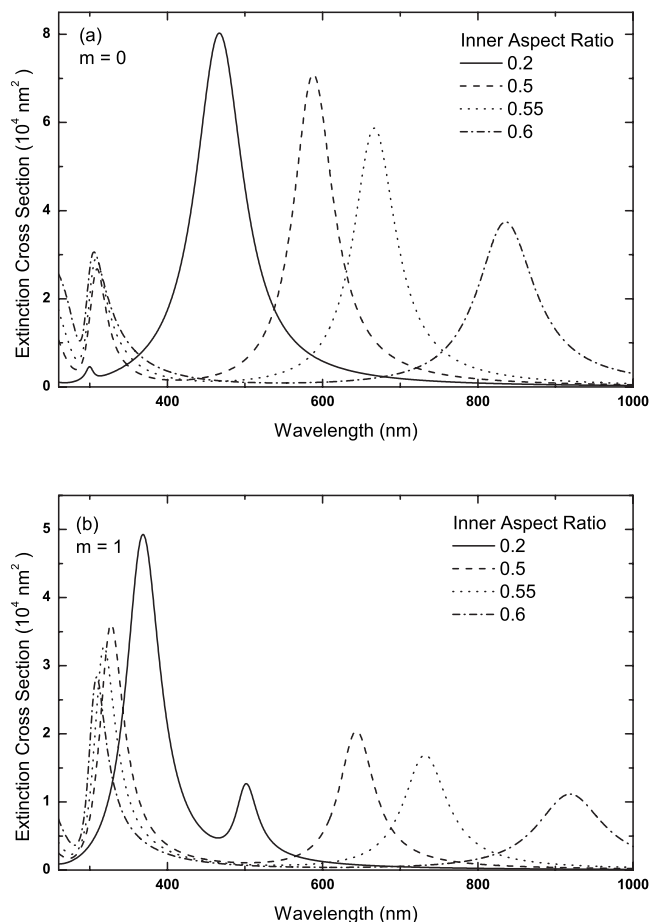 (a)
m = 0
Inner Aspect Ratio
0.2
0.5
0.55
0.6
Extinction Cross Section (10⁴ nm²)
8
6
4
2
0
400 600 800 1000
Wavelength (nm)
(b)
m = 1
Inner Aspect Ratio
0.2
0.5
0.55
0.6
Extinction Cross Section (10⁴ nm²)
5
4
3
2
1
0
400 600 800 1000
Wavelength (nm)